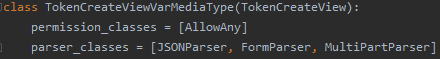 class TokenCreateViewVarMediaType(TokenCreateView):
    permission_classes = [AllowAny]
    parser_classes = [JSONParser, FormParser, MultiPartParser]